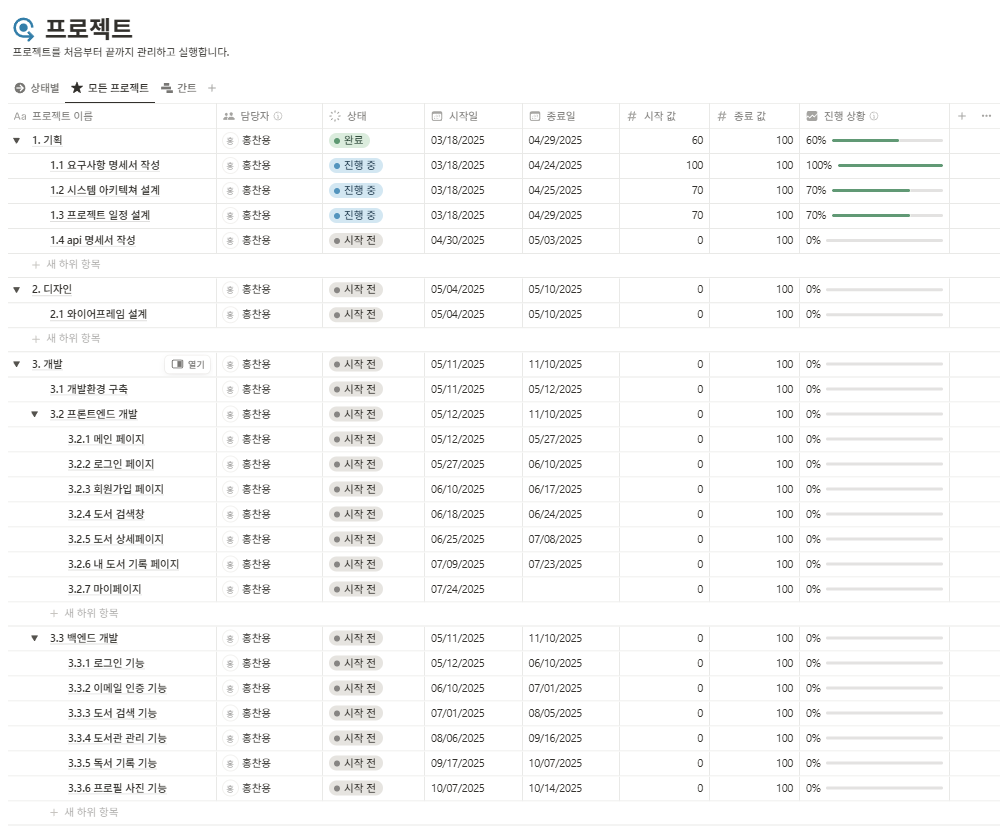 프로젝트
프로젝트를 처음부터 끝까지 관리하고 실행합니다.
상태별 모든 프로젝트 간트 +
Aa 프로젝트 이름 담당자 상태 시작일 종료일 # 시작 값 # 종료 값 진행 상황 + ···
▼ 1. 기획 홍 홍찬용 완료 03/18/2025 04/29/2025 60 100 60%
1.1 요구사항 명세서 작성 홍 홍찬용 진행 중 03/18/2025 04/24/2025 100 100 100%
1.2 시스템 아키텍쳐 설계 홍 홍찬용 진행 중 03/18/2025 04/25/2025 70 100 70%
1.3 프로젝트 일정 설계 홍 홍찬용 진행 중 03/18/2025 04/29/2025 70 100 70%
1.4 api 명세서 작성 홍 홍찬용 시작 전 04/30/2025 05/03/2025 0 100 0%
+ 새 하위 항목
▼ 2. 디자인 홍 홍찬용 시작 전 05/04/2025 05/10/2025 0 100 0%
2.1 와이어프레임 설계 홍 홍찬용 시작 전 05/04/2025 05/10/2025 0 100 0%
+ 새 하위 항목
▼ 3. 개발 열기 홍 홍찬용 시작 전 05/11/2025 11/10/2025 0 100 0%
3.1 개발환경 구축 홍 홍찬용 시작 전 05/11/2025 05/12/2025 0 100 0%
▼ 3.2 프론트엔드 개발 홍 홍찬용 시작 전 05/12/2025 11/10/2025 0 100 0%
3.2.1 메인 페이지 홍 홍찬용 시작 전 05/12/2025 05/27/2025 0 100 0%
3.2.2 로그인 페이지 홍 홍찬용 시작 전 05/27/2025 06/10/2025 0 100 0%
3.2.3 회원가입 페이지 홍 홍찬용 시작 전 06/10/2025 06/17/2025 0 100 0%
3.2.4 도서 검색창 홍 홍찬용 시작 전 06/18/2025 06/24/2025 0 100 0%
3.2.5 도서 상세페이지 홍 홍찬용 시작 전 06/25/2025 07/08/2025 0 100 0%
3.2.6 내 도서 기록 페이지 홍 홍찬용 시작 전 07/09/2025 07/23/2025 0 100 0%
3.2.7 마이페이지 홍 홍찬용 시작 전 07/24/2025 0 100 0%
+ 새 하위 항목
▼ 3.3 백엔드 개발 홍 홍찬용 시작 전 05/11/2025 11/10/2025 0 100 0%
3.3.1 로그인 기능 홍 홍찬용 시작 전 05/12/2025 06/10/2025 0 100 0%
3.3.2 이메일 인증 기능 홍 홍찬용 시작 전 06/10/2025 07/01/2025 0 100 0%
3.3.3 도서 검색 기능 홍 홍찬용 시작 전 07/01/2025 08/05/2025 0 100 0%
3.3.4 도서관 관리 기능 홍 홍찬용 시작 전 08/06/2025 09/16/2025 0 100 0%
3.3.5 독서 기록 기능 홍 홍찬용 시작 전 09/17/2025 10/07/2025 0 100 0%
3.3.6 프로필 사진 기능 홍 홍찬용 시작 전 10/07/2025 10/14/2025 0 100 0%
+ 새 하위 항목